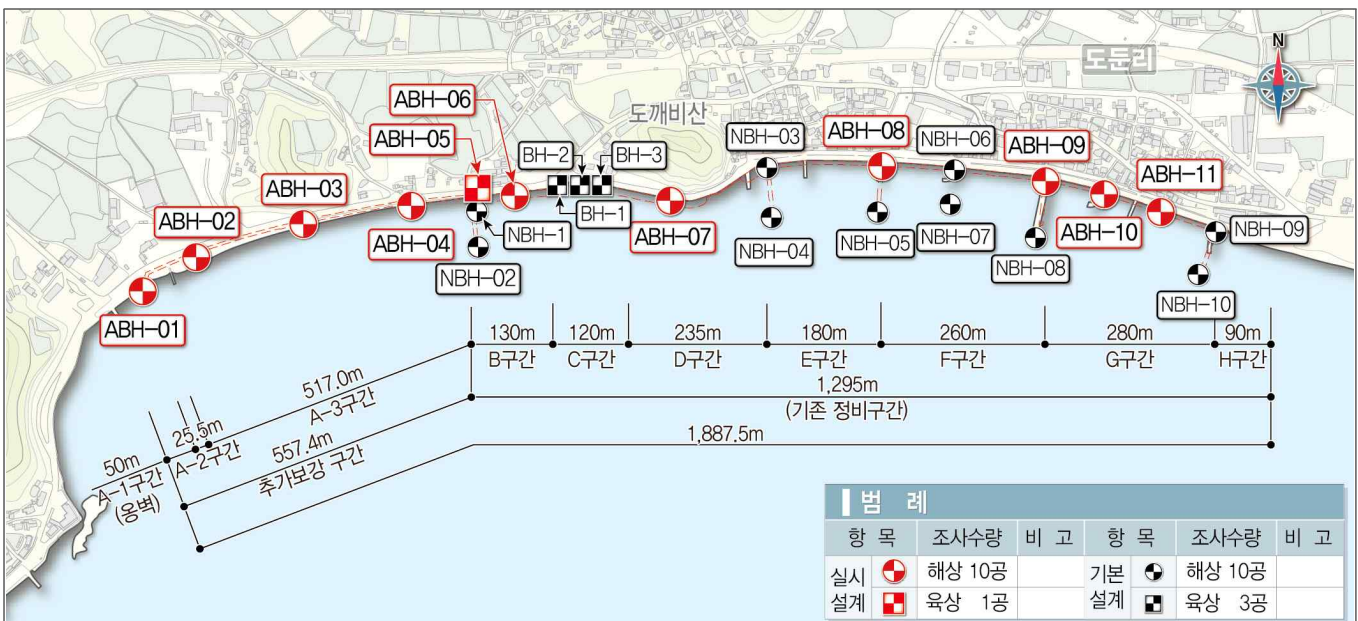 도둔리
N
도깨비산
ABH-06
ABH-05
BH-2
BH-3
NBH-03
ABH-08
NBH-06
ABH-09
ABH-11
ABH-03
ABH-02
ABH-04
NBH-1
BH-1
ABH-07
NBH-04
NBH-05
NBH-07
ABH-10
NBH-09
NBH-02
NBH-08
NBH-10
ABH-01
130m
120m
235m
180m
260m
280m
90m
B구간
C구간
D구간
E구간
F구간
G구간
H구간
517.0m
A-3구간
1,295m
(기존 정비구간)
25.5m
A-2구간
557.4m
추가보강 구간
1,887.5m
50m
A-1구간
(옹벽)
범 례
항 목 조사수량 비 고 항 목 조사수량 비 고
실시 설계 해상 10공 기본 설계 해상 10공
육상 1공 육상 3공